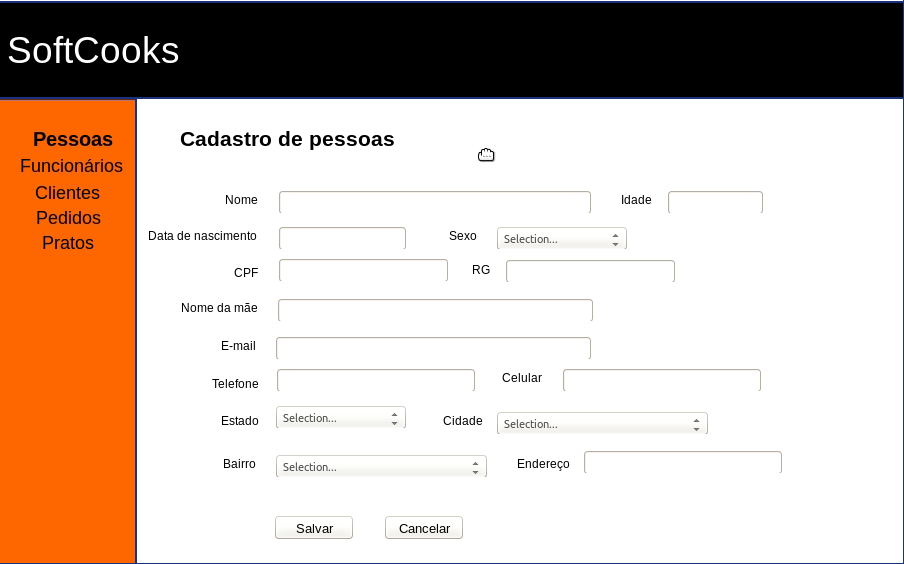 SoftCooks
Pessoas
Funcionários
Clientes
Pedidos
Pratos
Cadastro de pessoas
Nome Idade
Data de nascimento Sexo Selection...
CPF RG
Nome da mãe
E-mail
Telefone Celular
Estado Selection... Cidade Selection...
Bairro Selection... Endereço
Salvar Cancelar